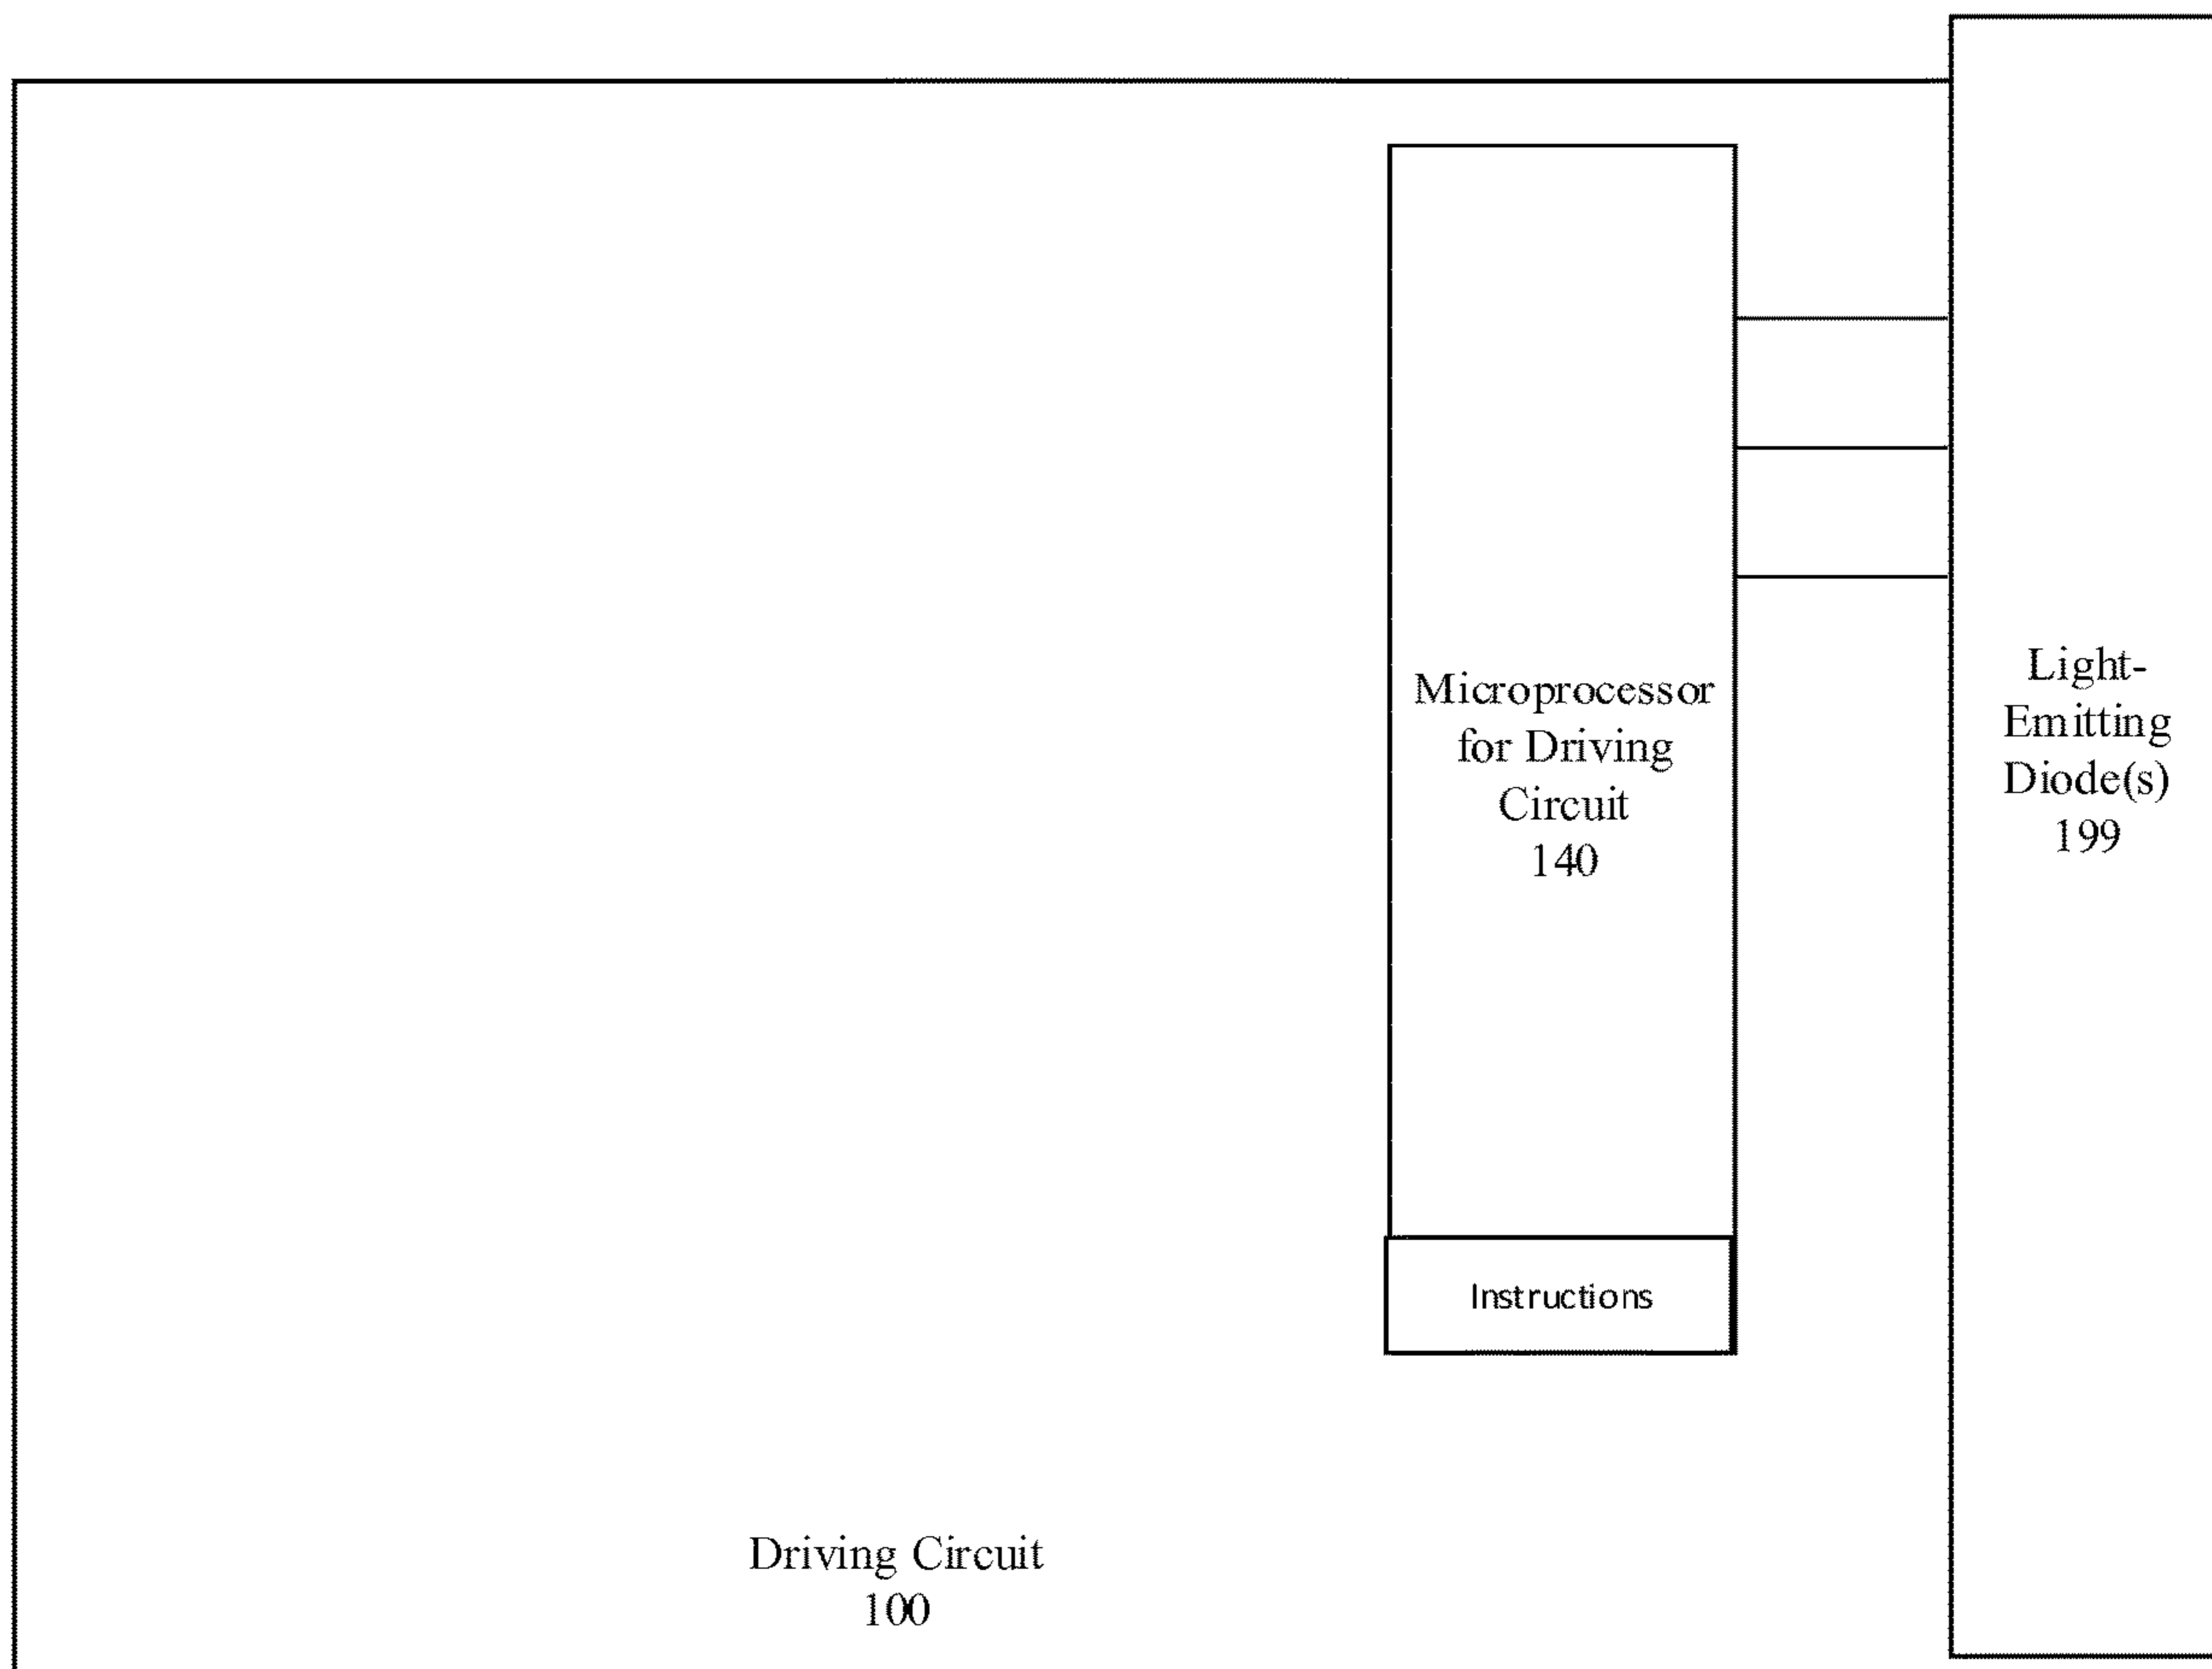 Microprocessor
for Driving
Circuit
140
Light-
Emitting
Diode(s)
199
Instructions
Driving Circuit
100